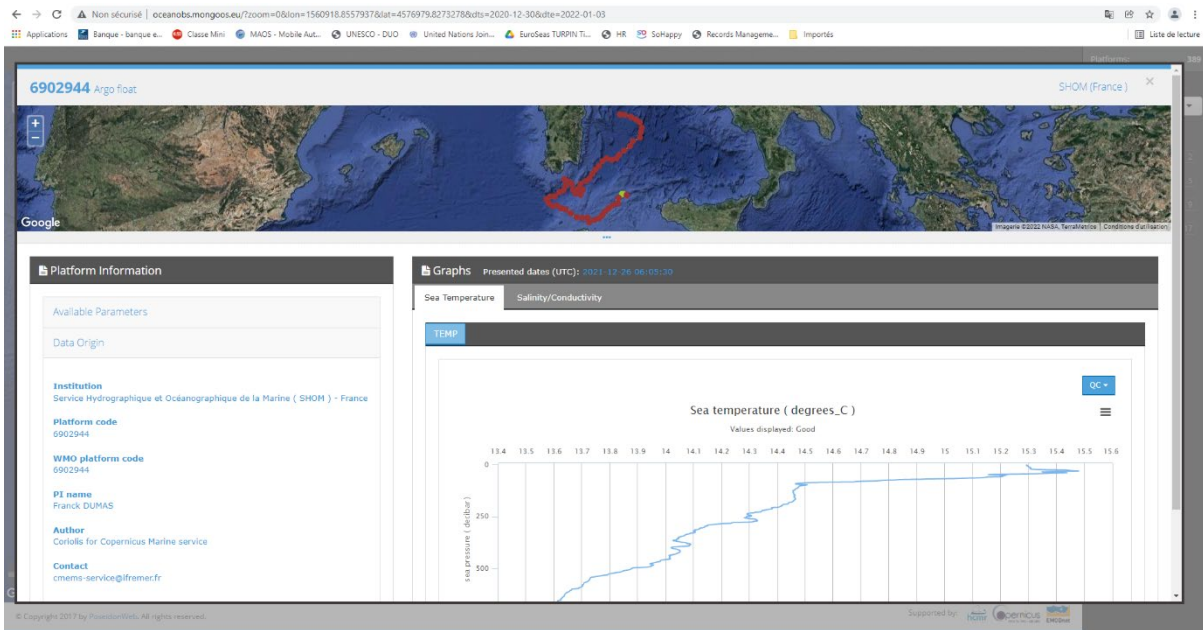 Non sécurisé | oceanobs.mongoos.eu/?zoom=0&lon=1560918.8557937&lat=4576979.8273278&dts=2020-12-30&dte=2022-01-03
Applications Banque - banque e... Classe Mini MAOS - Mobile Aut... UNESCO - DUO United Nations Join... EuroSeas TURPIN Ti... HR SoHappy Records Manageme... Importés Liste de lecture
Platforms: 389
6902944 Argo float SHOM (France ) ×
+
−
Google
Imagerie ©2022 NASA, TerraMetrics | Conditions d'utilisation
Platform Information
Available Parameters
Data Origin
Institution
Service Hydrographique et Océanographique de la Marine ( SHOM ) - France
Platform code
6902944
WMO platform code
6902944
PI name
Franck DUMAS
Author
Coriolis for Copernicus Marine service
Contact
cmems-service@ifremer.fr
Graphs Presented dates (UTC): 2021-12-26 06:05:30
Sea Temperature Salinity/Conductivity
TEMP
QC
Sea temperature ( degrees_C )
Values displayed: Good
13.4 13.5 13.6 13.7 13.8 13.9 14 14.1 14.2 14.3 14.4 14.5 14.6 14.7 14.8 14.9 15 15.1 15.2 15.3 15.4 15.5 15.6
0
250
500
sea pressure ( decibar )
© Copyright 2017 by PoseidonWeb. All rights reserved.
Supported by:
Copernicus
EMODnet